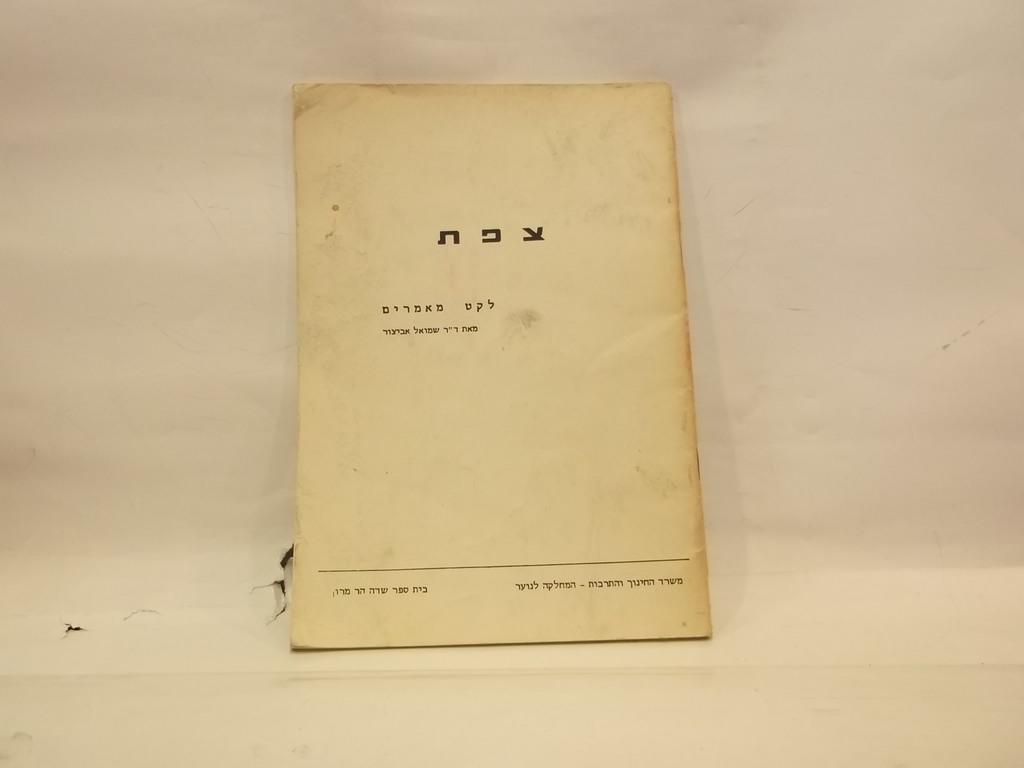 צפת
לקט מאמרים
מאת ד"ר שמואל אביצור
משרד החינוך והתרבות - המחלקה לנוער
בית ספר שדה הר מרון